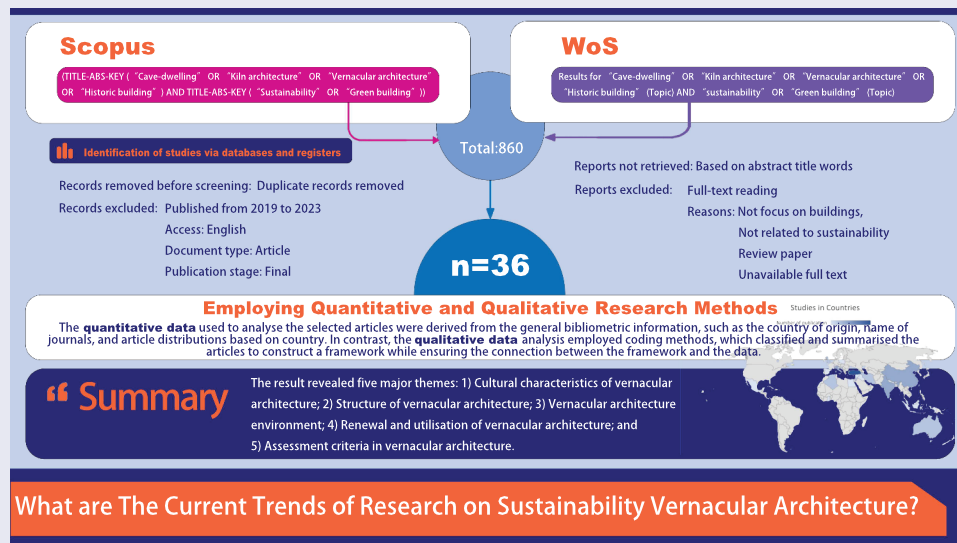 Scopus
(TITLE-ABS-KEY ( “Cave-dwelling” OR “Kiln architecture” OR “Vernacular architecture”
OR “Historic building” ) AND TITLE-ABS-KEY ( “Sustainability” OR “Green building” ))
WoS
Results for “Cave-dwelling” OR “Kiln architecture” OR “Vernacular architecture” OR
“Historic building” (Topic) AND “sustainability” OR “Green building” (Topic)
Total:860
Identification of studies via databases and registers
Records removed before screening: Duplicate records removed
Records excluded: Published from 2019 to 2023
Access: English
Document type: Article
Publication stage: Final
Reports not retrieved: Based on abstract title words
Reports excluded: Full-text reading
Reasons: Not focus on buildings,
Not related to sustainability
Review paper
Unavailable full text
n=36
Employing Quantitative and Qualitative Research Methods
Studies in Countries
The quantitative data used to analyse the selected articles were derived from the general bibliometric information, such as the country of origin, name of
journals, and article distributions based on country. In contrast, the qualitative data analysis employed coding methods, which classified and summarised the
articles to construct a framework while ensuring the connection between the framework and the data.
“ Summary
The result revealed five major themes: 1) Cultural characteristics of vernacular
architecture; 2) Structure of vernacular architecture; 3) Vernacular architecture
environment; 4) Renewal and utilisation of vernacular architecture; and
5) Assessment criteria in vernacular architecture.
What are The Current Trends of Research on Sustainability Vernacular Architecture?